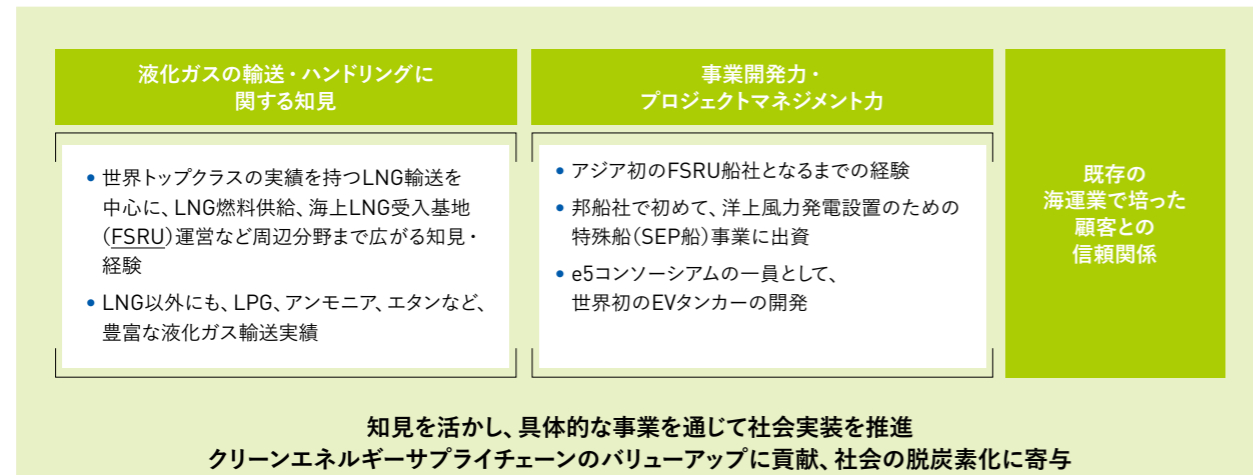 液化ガスの輸送・ハンドリングに
関する知見
• 世界トップクラスの実績を持つLNG輸送を
中心に、LNG燃料供給、海上LNG受入基地
(FSRU)運営など周辺分野まで広がる知見・
経験
• LNG以外にも、LPG、アンモニア、エタンなど、
豊富な液化ガス輸送実績
事業開発力・
プロジェクトマネジメント力
• アジア初のFSRU船社となるまでの経験
• 邦船社で初めて、洋上風力発電設置のための
特殊船(SEP船)事業に出資
• e5コンソーシアムの一員として、
世界初のEVタンカーの開発
既存の
海運業で培った
顧客との
信頼関係
知見を活かし、具体的な事業を通じて社会実装を推進
クリーンエネルギーサプライチェーンのバリューアップに貢献、社会の脱炭素化に寄与